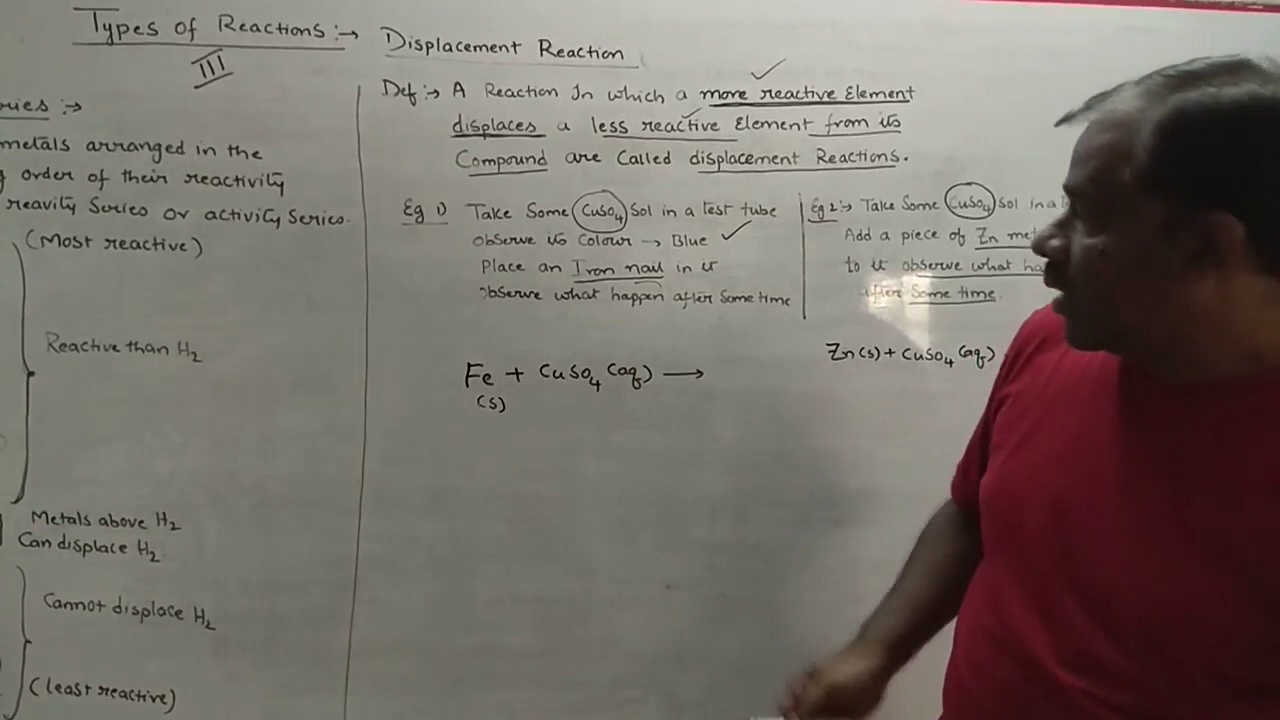 Types of Reactions :→ Displacement Reaction
III
ries :→
metals arranged in the
g order of their reactivity
reavity Series or activity Series.
(Most reactive)
Reactive than H₂
Metals above H₂
Can displace H₂
Cannot displace H₂
(least reactive)
Def :→ A Reaction In which a more reactive Element
displaces a less reactive Element from its
Compound are called displacement Reactions.
Eg 1) Take Some CuSO₄ Sol in a test tube
observe its Colour → Blue ✓
Place an Iron nail in it
observe what happen after Some time
Fe + CuSO₄ (aq) →
(s)
Eg 2 :→ Take Some CuSO₄ Sol in a
Add a piece of Zn me
to it observe what ha
after Some time.
Zn(s) + CuSO₄ (aq)